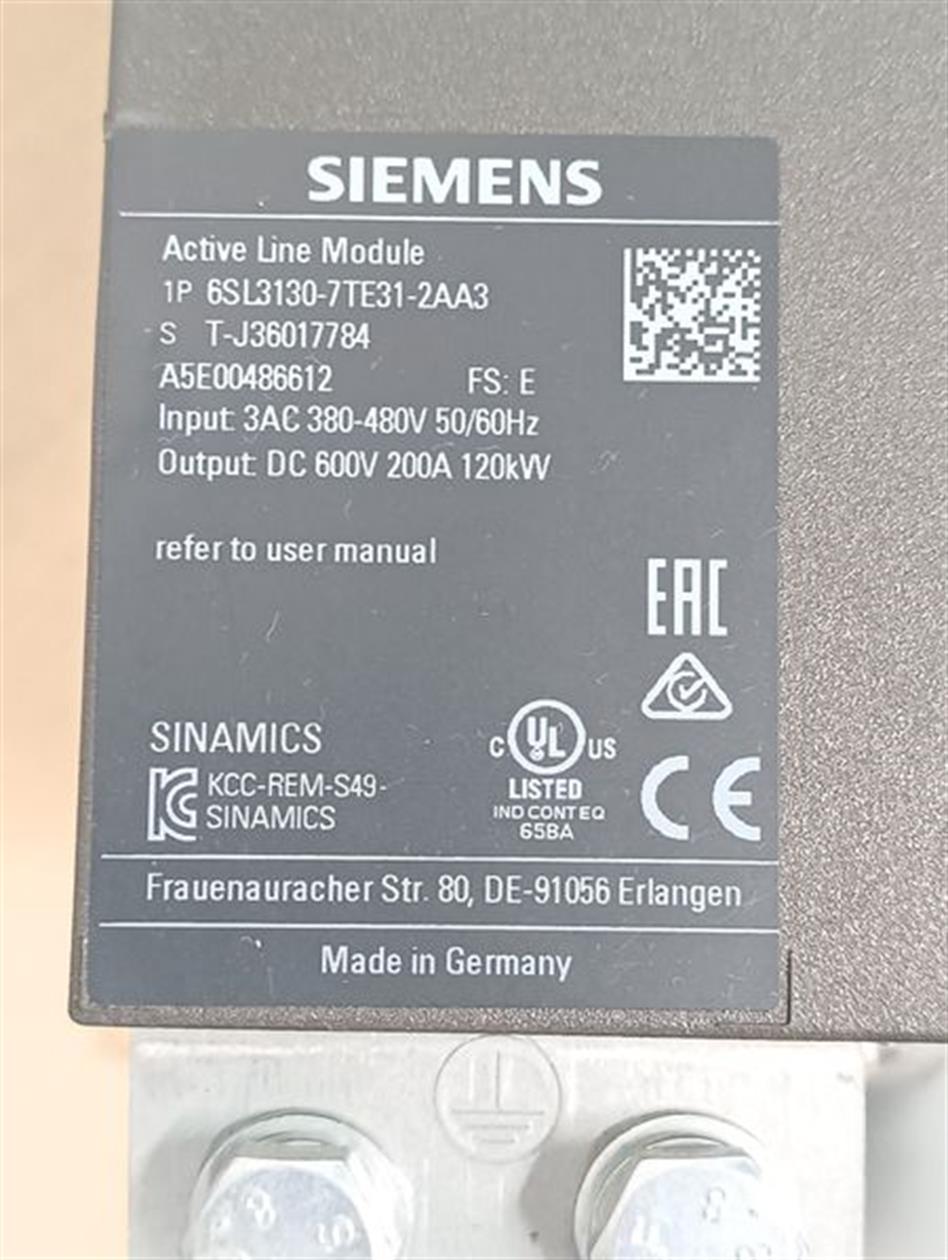 SIEMENS
Active Line Module
1P 6SL3130-7TE31-2AA3
S T-J36017784
A5E00486612 FS: E
Input: 3AC 380-480V 50/60Hz
Output: DC 600V 200A 120kW
refer to user manual
EAC
SINAMICS
C UL US
LISTED
IND CONT EQ
65BA
KCC-REM-S49-
SINAMICS
CE
Frauenauracher Str. 80, DE-91056 Erlangen
Made in Germany